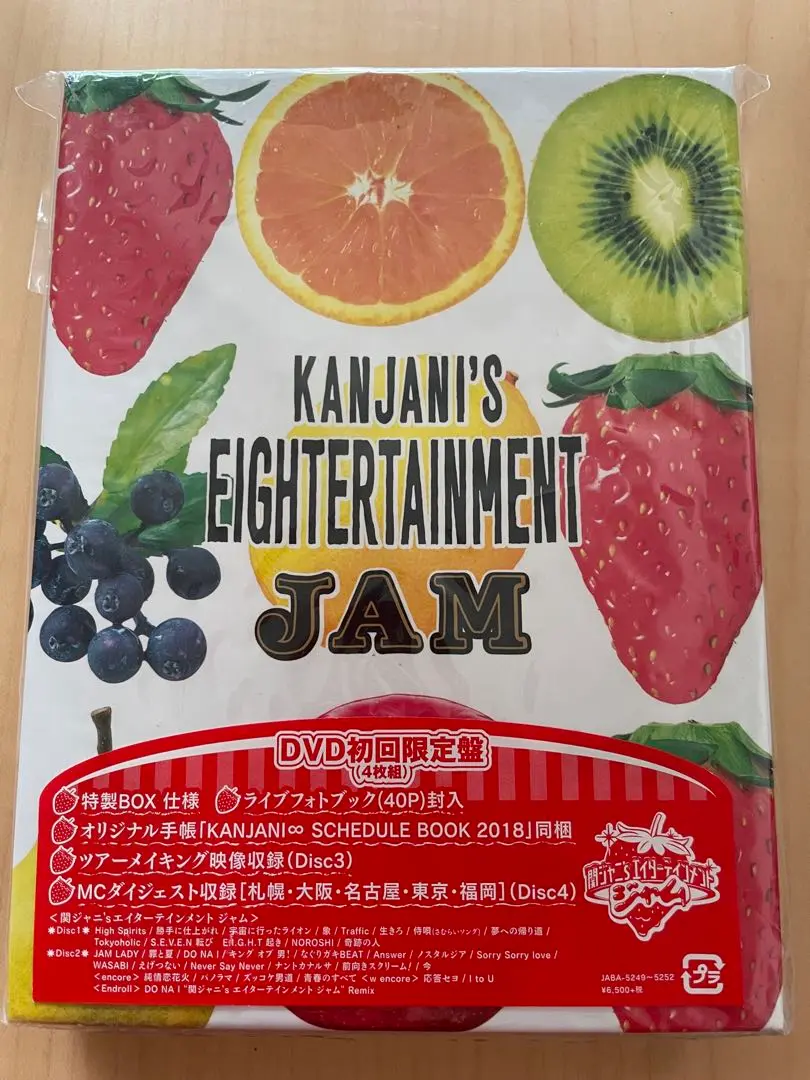 KANJANI'S
EIGHTERTAINMENT
JAM
DVD初回限定盤
(4枚組)
特製BOX 仕様 ライブフォトブック(40P)封入
オリジナル手帳「KANJANI∞ SCHEDULE BOOK 2018」同梱
ツアーメイキング映像収録(Disc3)
MCダイジェスト収録[札幌・大阪・名古屋・東京・福岡](Disc4)
関ジャニ'sエイターテインメント
ジャム
<関ジャニ'sエイターテインメント ジャム>
※Disc1※ High Spirits / 勝手に仕上がれ / 宇宙に行ったライオン / 象 / Traffic / 生きろ / 侍唄(さむらいソング) / 夢への帰り道 /
Tokyoholic / S.E.V.E.N 転び E.I.G.H.T 起き / NOROSHI / 奇跡の人
※Disc2※ JAM LADY / 罪と夏 / DO NA I / キング オブ 男! / なぐりガキBEAT / Answer / ノスタルジア / Sorry Sorry love /
WASABI / えげつない / Never Say Never / ナントカナルサ / 前向きスクリーム! / 今
<encore> 純情恋花火 / パノラマ / ズッコケ男道 / 青春のすべて <w encore> 応答セヨ / I to U
<Endroll> DO NA I "関ジャニ's エイターテインメント ジャム" Remix
JABA-5249~5252
¥6,500+税
プラ